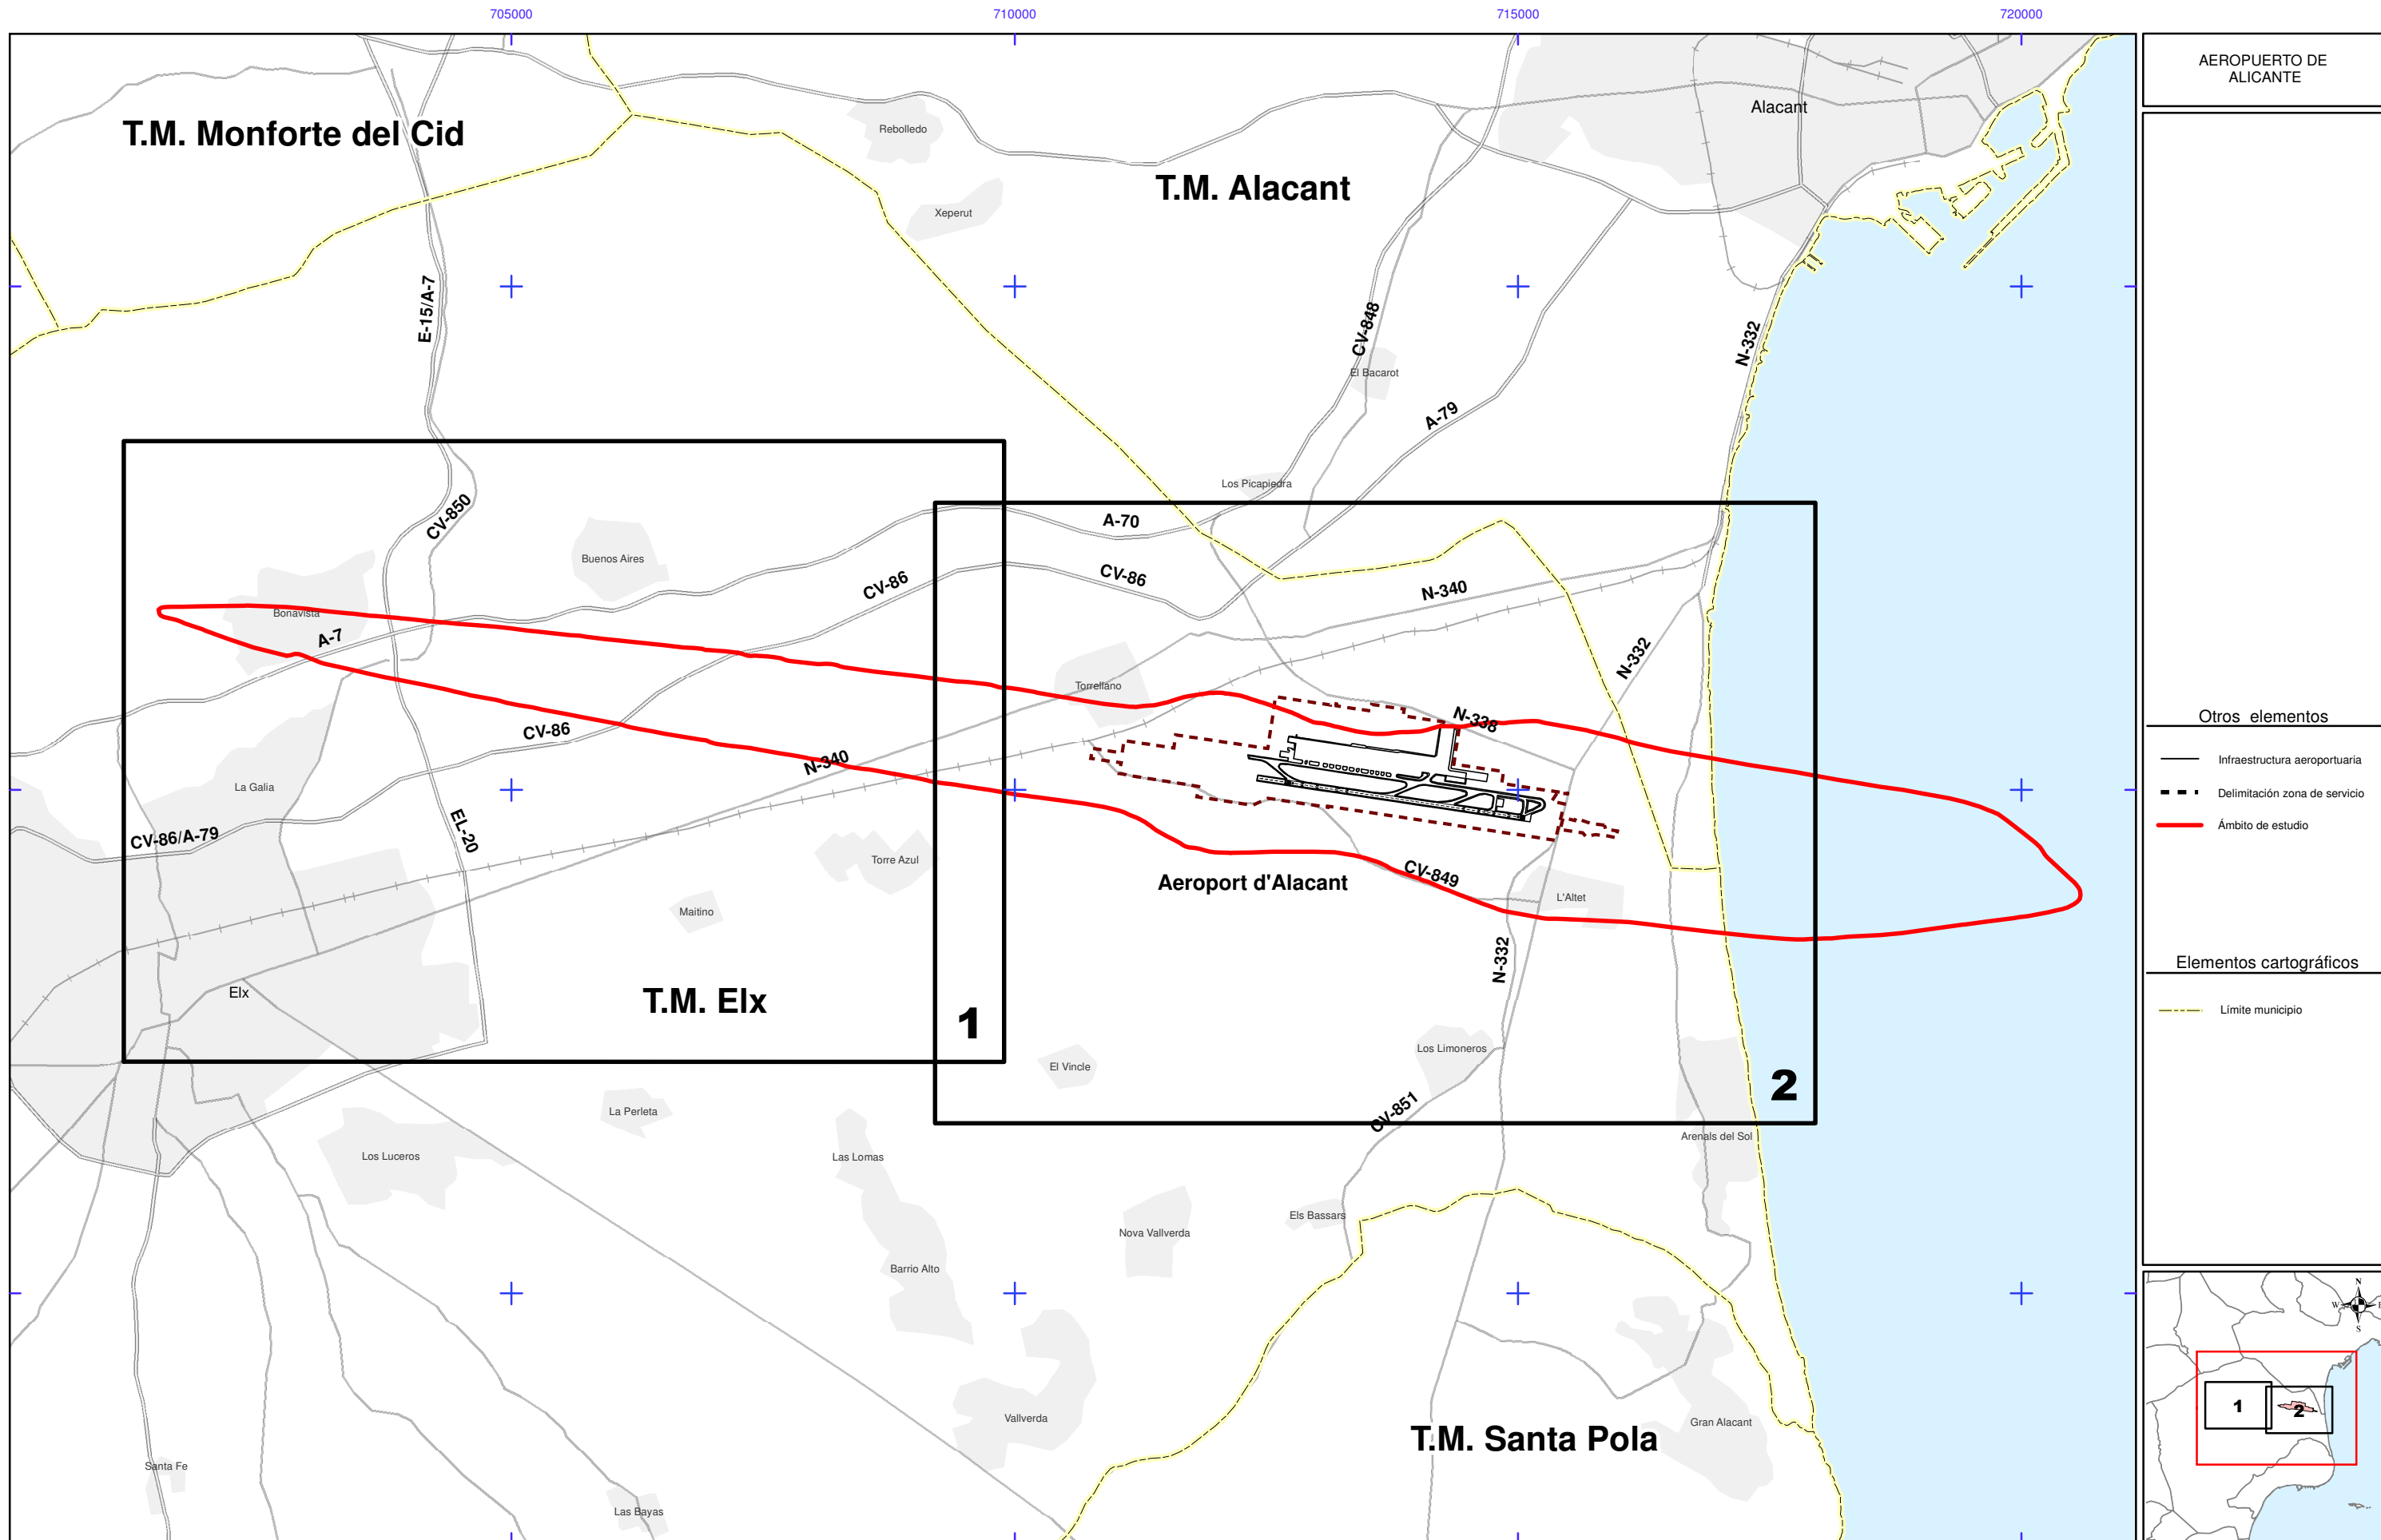 705000
710000
715000
720000
AEROPUERTO DE
ALICANTE
T.M. Monforte del Cid
Rebolledo
Alacant
T.M. Alacant
Xeperut
E-15/A-7
CV-848
N-332
El Bacarot
A-79
Los Picapiedra
CV-850
A-70
Buenos Aires
CV-86
CV-86
N-340
Bonavista
A-7
N-332
Torrellano
N-338
CV-86
N-340
La Galia
EL-20
CV-86/A-79
Torre Azul
CV-849
Aeroport d'Alacant
L'Altet
Maitino
N-332
Elx
T.M. Elx
1
Los Limoneros
El Vincle
2
La Perleta
CV-851
Arenals del Sol
Los Luceros
Las Lomas
Els Bassars
Nova Vallverda
Barrio Alto
Vallverda
Gran Alacant
T.M. Santa Pola
Santa Fe
Las Bayas
Otros elementos
Infraestructura aeroportuaria
Delimitación zona de servicio
Ámbito de estudio
Elementos cartográficos
Límite municipio
N
W
E
S
1
2